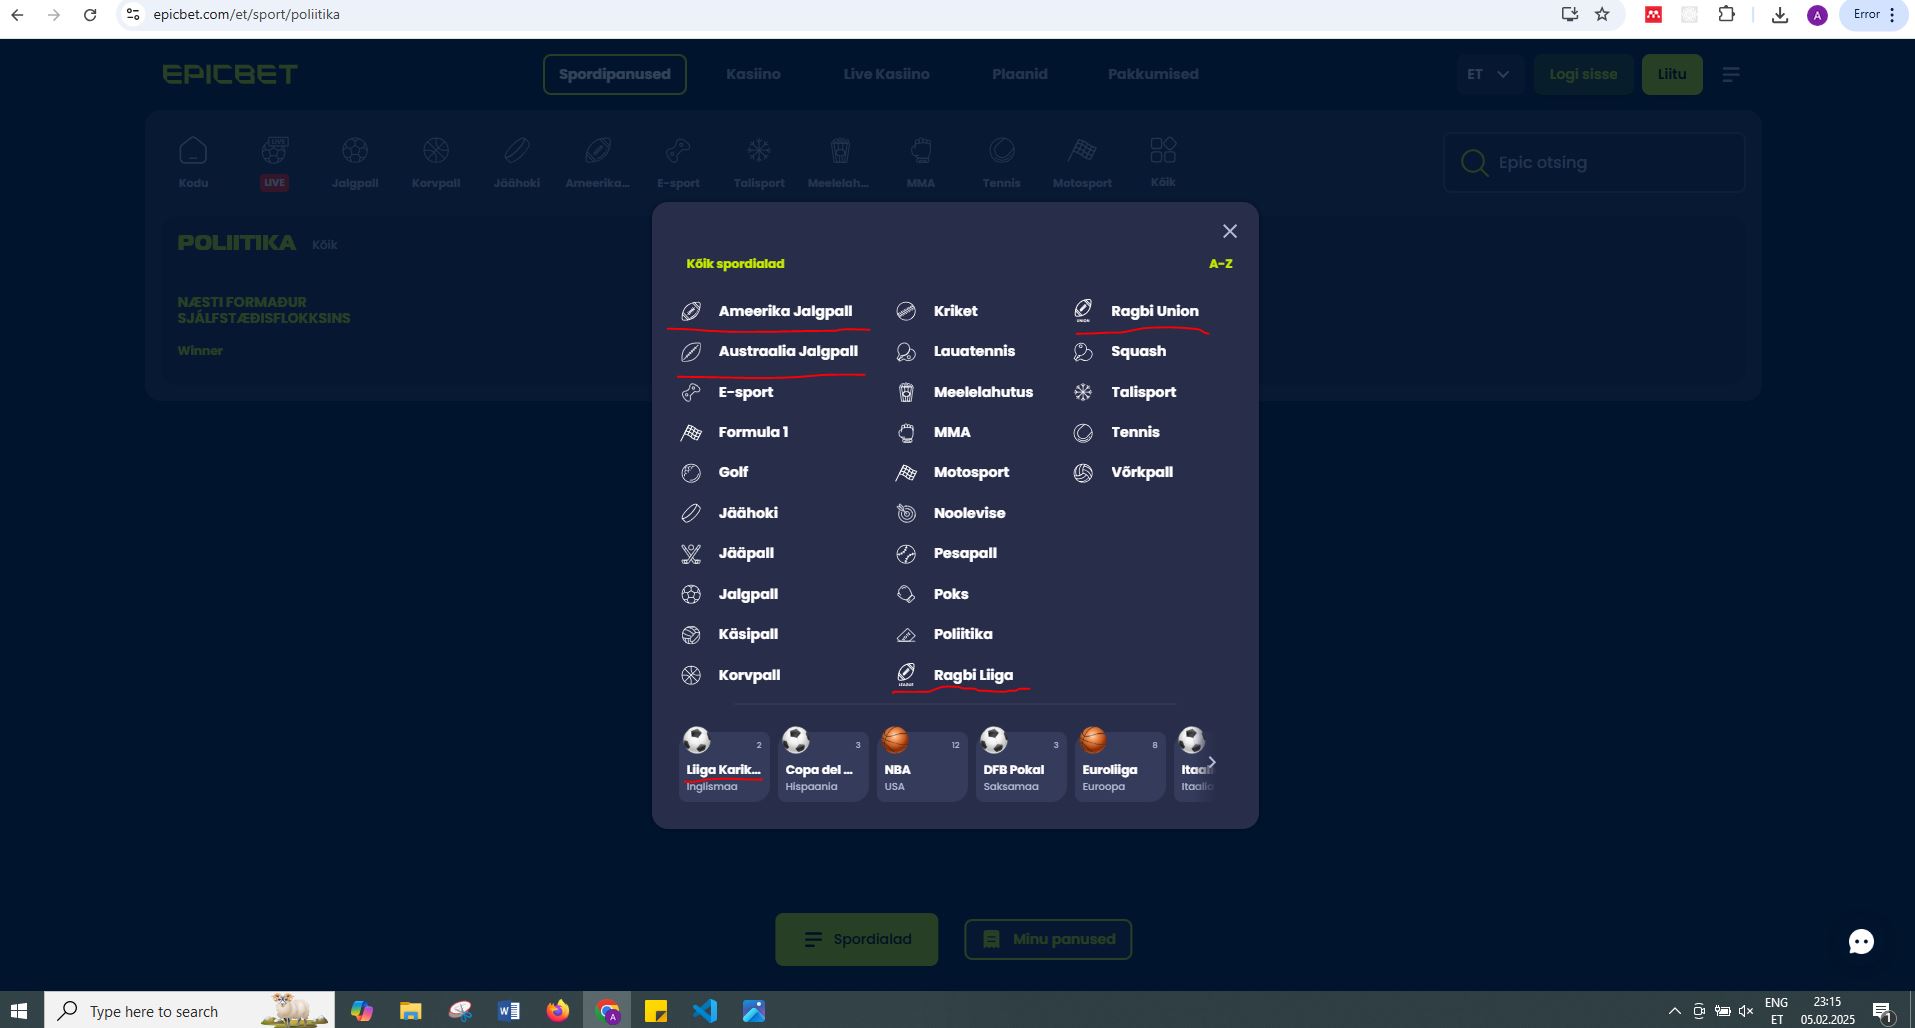 epicbet.com/et/sport/poliitika
A
Error
EPICBET
Spordipanused
Kasiino
Live Kasiino
Plaanid
Pakkumised
ET
Logi sisse
Liitu
LIVE
Kodu
LIVE
Jalgpall
Korvpall
Jäähoki
Ameerika...
E-sport
Talisport
Meelelah...
MMA
Tennis
Motosport
Kõik
Epic otsing
POLIITIKA
Kõik
NÆSTI FORMAÐUR
SJÁLFSTÆÐISFLOKKSINS
Winner
Kõik spordialad
A-Z
Ameerika Jalgpall
Austraalia Jalgpall
E-sport
Formula 1
Golf
Jäähoki
Jääpall
Jalgpall
Käsipall
Korvpall
Kriket
Lauatennis
Meelelahutus
MMA
Motosport
Noolevise
Pesapall
Poks
Poliitika
LEAGUE
Ragbi Liiga
UNION
Ragbi Union
Squash
Talisport
Tennis
Võrkpall
2
Liiga Karik...
Inglismaa
3
Copa del ...
Hispaania
12
NBA
USA
3
DFB Pokal
Saksamaa
8
Euroliiga
Euroopa
Spordialad
Minu panused
Type here to search
A
ENG
ET
23:15
05.02.2025
1